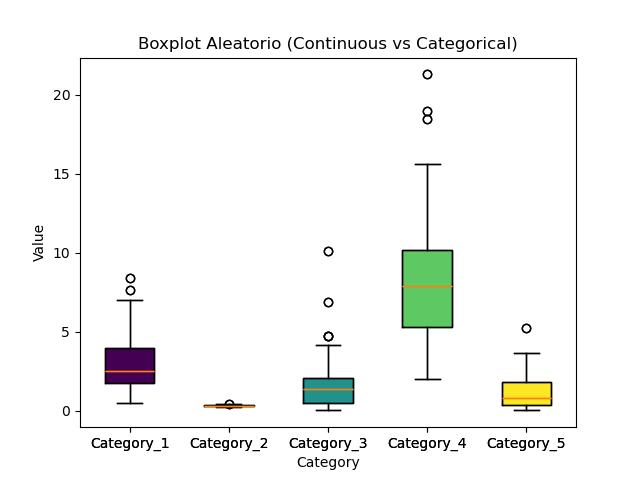 Boxplot Aleatorio (Continuous vs Categorical)
20
15
10
5
0
Value
Category_1 Category_2 Category_3 Category_4 Category_5
Category